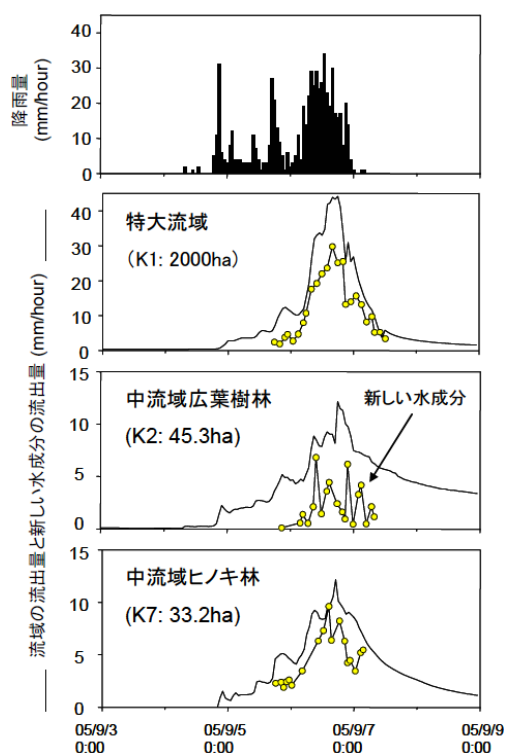 降雨量
(mm/hour)
40
30
20
10
0
流域の流出量と新しい水成分の流出量 (mm/hour)
特大流域
(K1: 2000ha)
40
30
20
10
0
中流域広葉樹林
(K2: 45.3ha)
新しい水成分
15
10
5
0
中流域ヒノキ林
(K7: 33.2ha)
15
10
5
0
05/9/3 05/9/5 05/9/7 05/9/9
0:00 0:00 0:00 0:00